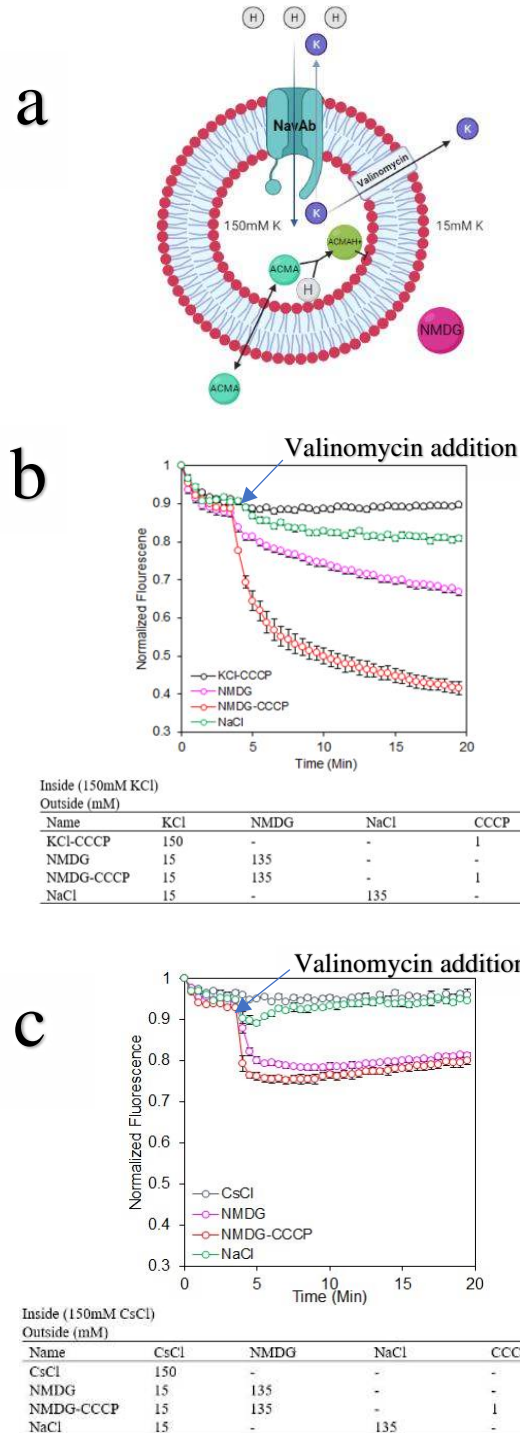 a
H H H
K
NavAb
Valinomycin
K
K
150mM K
15mM K
ACMAH+
ACMA
H
NMDG
ACMA
b
Valinomycin addition
Normalized Flourescene
1
0.9
0.8
0.7
0.6
0.5
0.4
0.3
KCl-CCCP
NMDG
NMDG-CCCP
NaCl
0 5 10 15 20
Time (Min)
Inside (150mM KCl)
Outside (mM)
Name KCl NMDG NaCl CCCP
KCl-CCCP 150 - - 1
NMDG 15 135 - -
NMDG-CCCP 15 135 - 1
NaCl 15 - 135 -
c
Valinomycin addition
Normalized Fluorescence
1
0.9
0.8
0.7
0.6
0.5
0.4
0.3
CsCl
NMDG
NMDG-CCCP
NaCl
0 5 10 15 20
Time (Min)
Inside (150mM CsCl)
Outside (mM)
Name CsCl NMDG NaCl CCC
CsCl 150 - - -
NMDG 15 135 - -
NMDG-CCCP 15 135 - 1
NaCl 15 - 135 -